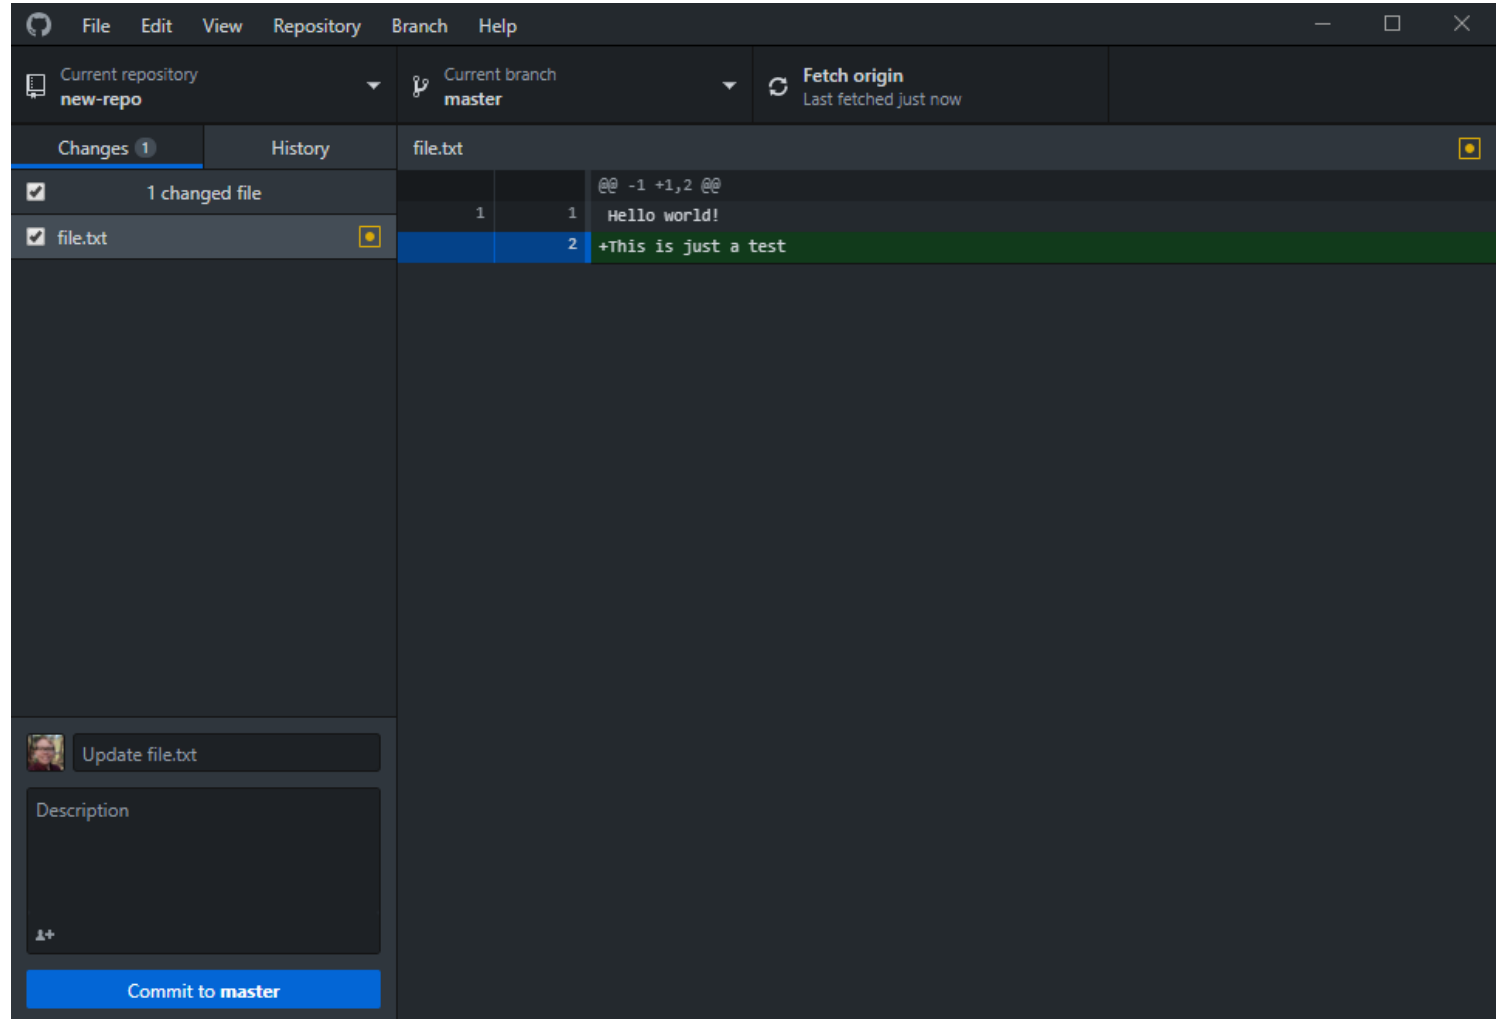 File Edit View Repository Branch Help
Current repository
new-repo
Current branch
master
Fetch origin
Last fetched just now
Changes 1
History
1 changed file
file.txt
file.txt
@@ -1 +1,2 @@
1 1 Hello world!
2 +This is just a test
Update file.txt
Description
Commit to master